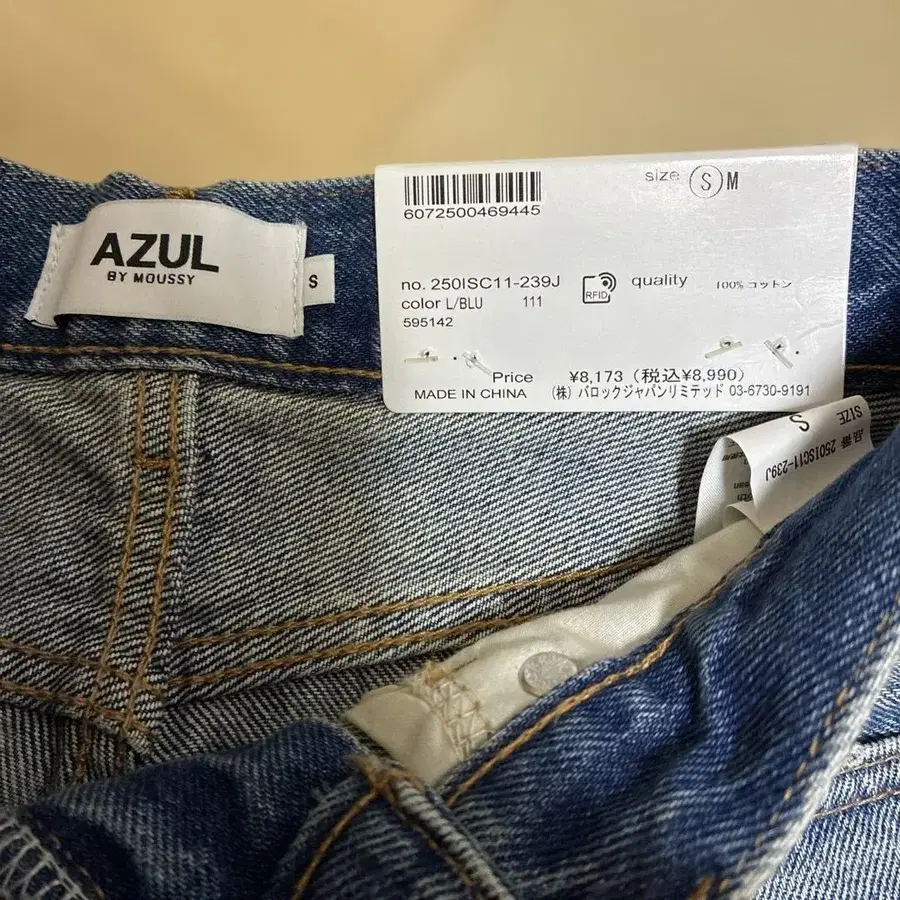 AZUL
BY MOUSSY
S
6072500469445
size Ⓢ M
no. 250ISC11-239J
RFID
quality
100% コットン
color L/BLU 111
595142
Price ¥8,173 (税込¥8,990)
MADE IN CHINA (株) バロックジャパンリミテッド 03-6730-9191
SIZE
S
品番 250ISC11-239J